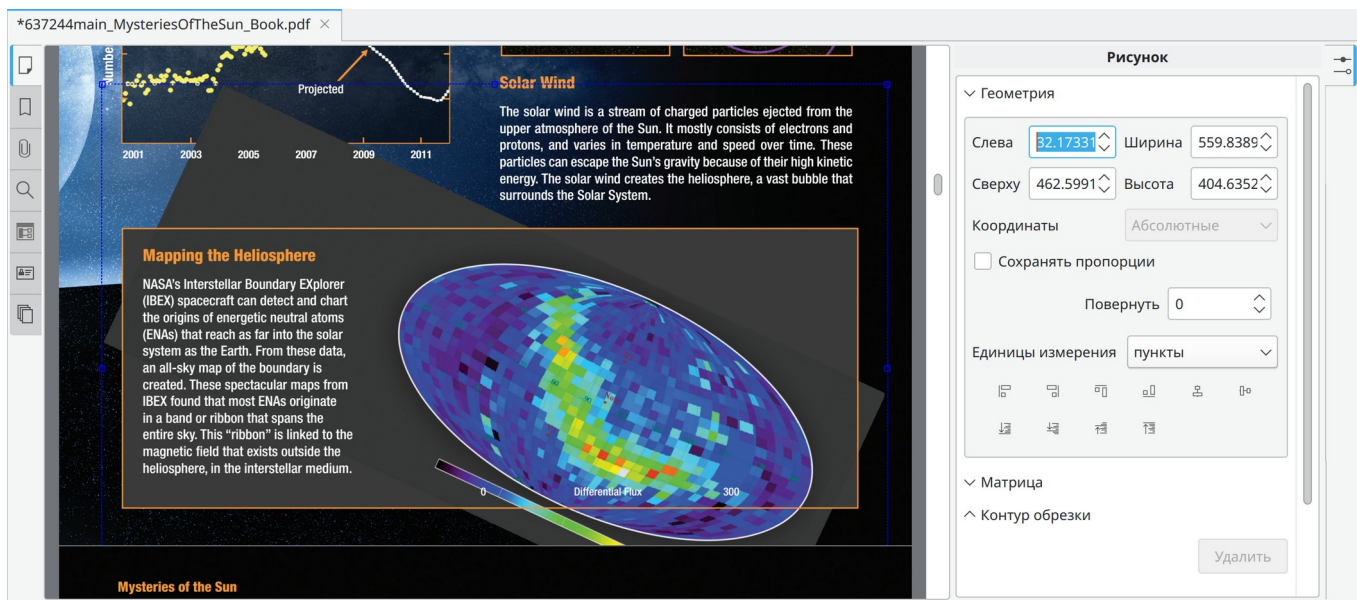 *637244main_MysteriesOfTheSun_Book.pdf
Numbe
Projected
2001 2003 2005 2007 2009 2011
Solar Wind
The solar wind is a stream of charged particles ejected from the
upper atmosphere of the Sun. It mostly consists of electrons and
protons, and varies in temperature and speed over time. These
particles can escape the Sun's gravity because of their high kinetic
energy. The solar wind creates the heliosphere, a vast bubble that
surrounds the Solar System.
Mapping the Heliosphere
NASA's Interstellar Boundary EXplorer
(IBEX) spacecraft can detect and chart
the origins of energetic neutral atoms
(ENAs) that reach as far into the solar
system as the Earth. From these data,
an all-sky map of the boundary is
created. These spectacular maps from
IBEX found that most ENAs originate
in a band or ribbon that spans the
entire sky. This “ribbon” is linked to the
magnetic field that exists outside the
heliosphere, in the interstellar medium.
0 Differential Flux 300
Mysteries of the Sun
Рисунок
Геометрия
Слева 32.17331 Ширина 559.8389
Сверху 462.5991 Высота 404.6352
Координаты Абсолютные
Сохранять пропорции
Повернуть 0
Единицы измерения пункты
Матрица
Контур обрезки
Удалить